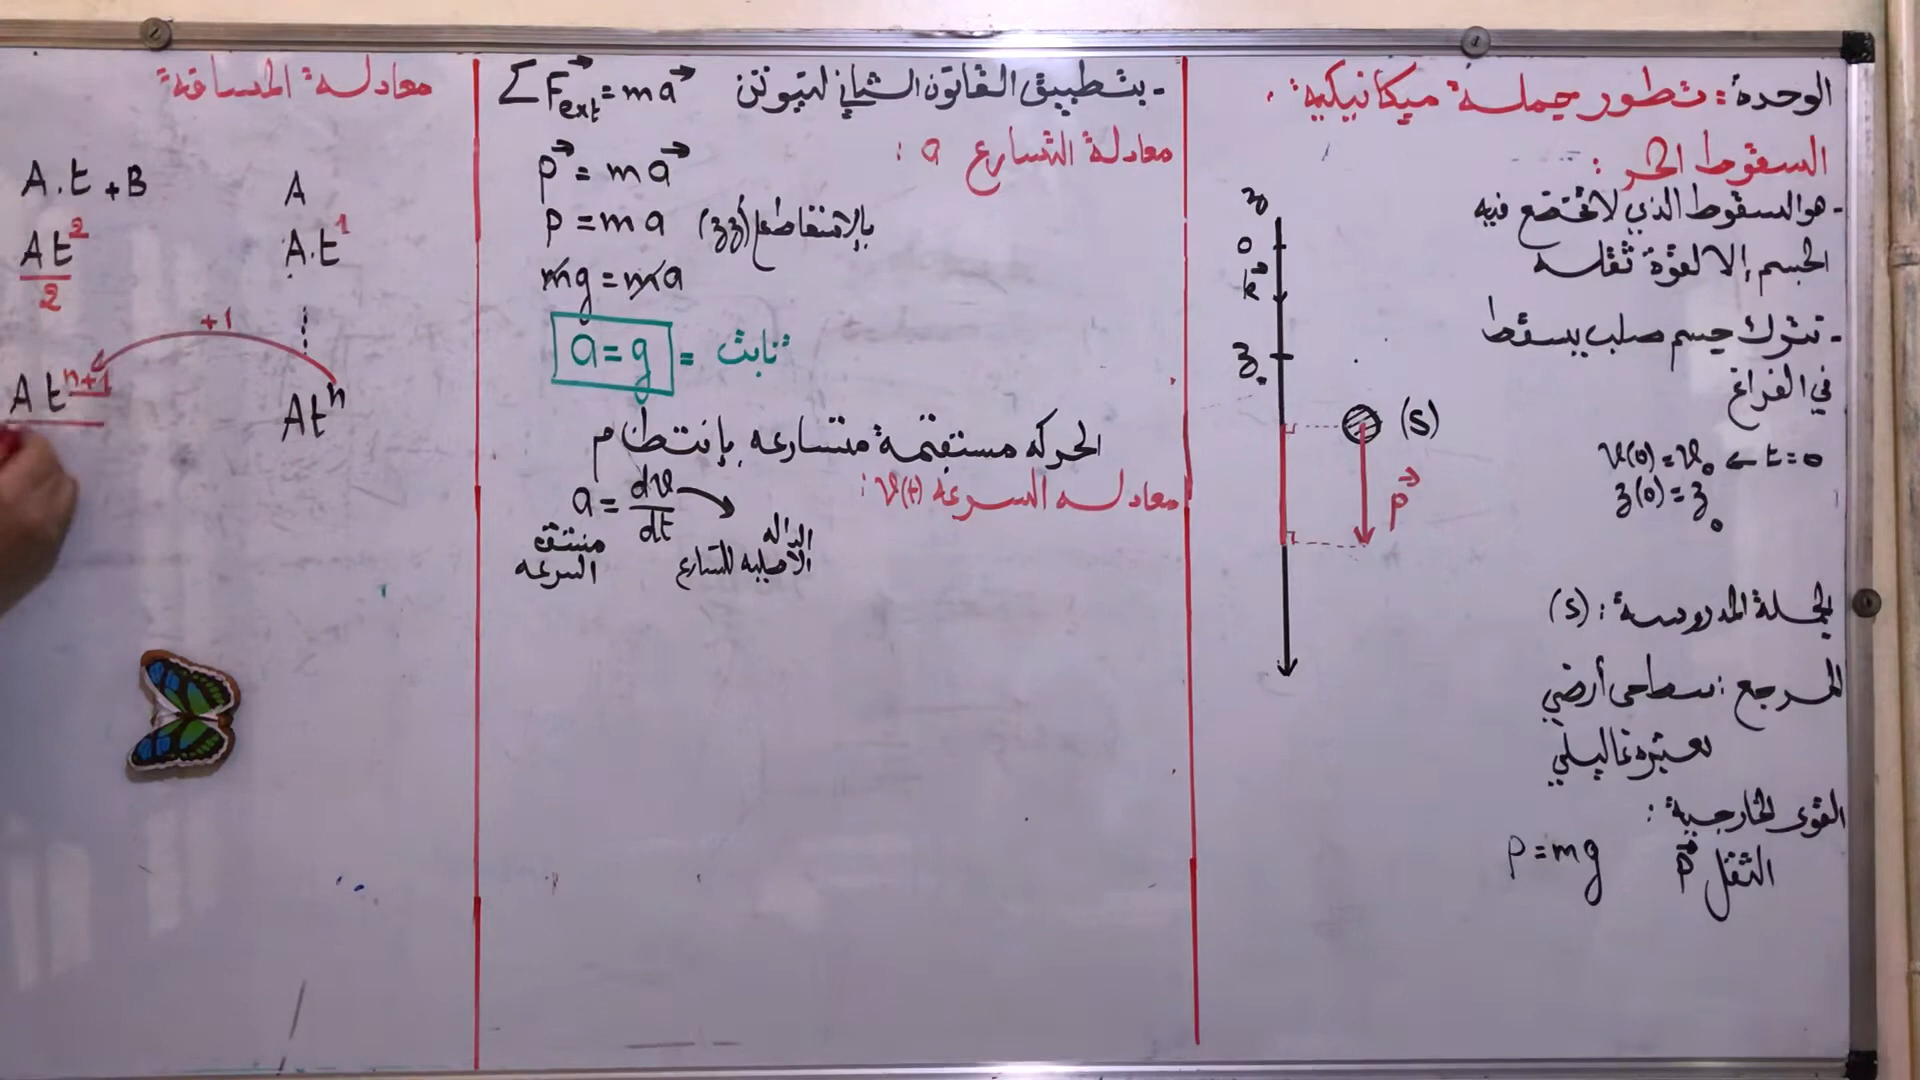 الوحدة: تطور جملة ميكانيكية.
السقوط الحر:
- هو السقوط الذي لا تخضع فيه
الجسم إلا لقوة ثقله
- نترك جسم صلب يسقط
في الفراغ
v(0)=v₀ ← t=0
z(0)=z₀
الجملة المدروسة: (S)
المرجع: سطحي أرضي
نعتبره غاليلي
القوى الخارجية:
الثقل P⃗ P=mg
0
k⃗
z₀
(S)
P⃗
- بتطبيق القانون الثاني لنيوتن ΣF⃗ext = ma⃗
معادلة التسارع a:
P⃗ = ma⃗
بالإسقاط على (zz) P = ma
mg = ma
a = g = ثابت
الحركة مستقيمة متسارعة بإنتظام
معادلة السرعة v(t):
a = dv/dt
الدالة
الأصلية للتسارع
مشتق
السرعة
معادلة المسافة
A A.t + B
A.t¹ At²/2
+1
Atⁿ Atⁿ⁺¹